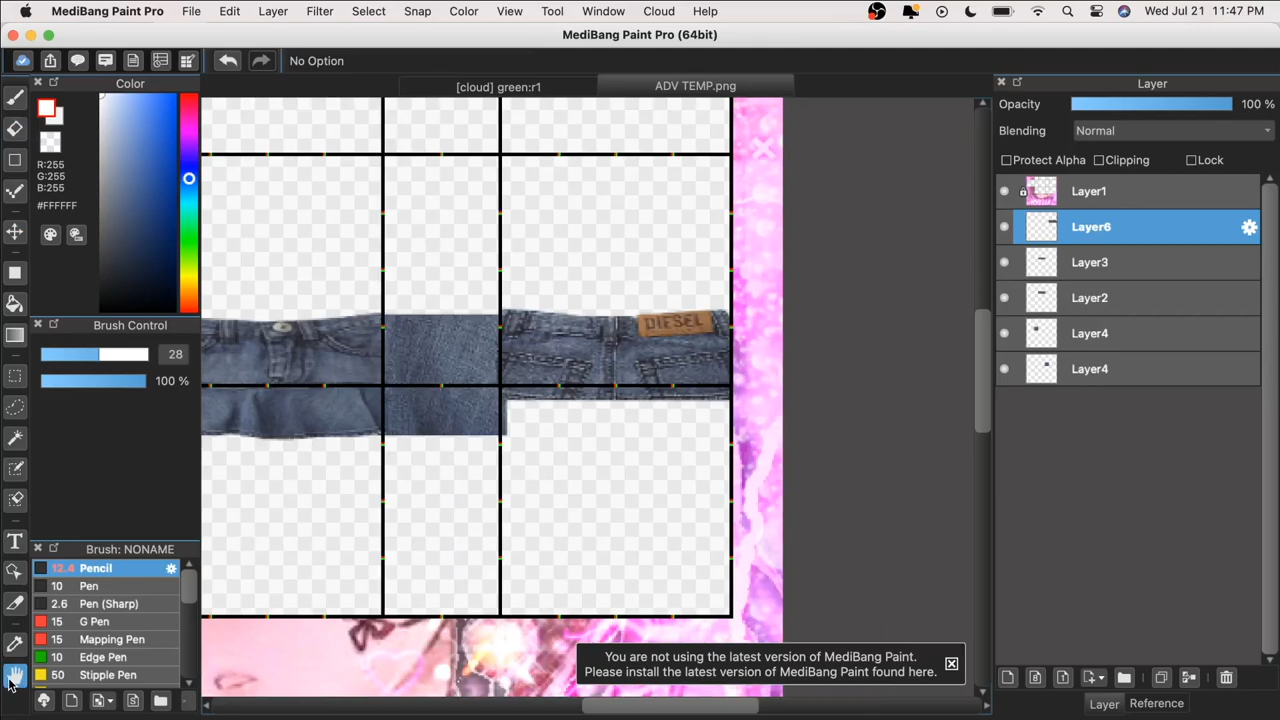 MediBang Paint Pro File Edit Layer Filter Select Snap Color View Tool Window Cloud Help Wed Jul 21 11:47 PM
MediBang Paint Pro (64bit)
No Option
Color
[cloud] green:r1
ADV TEMP.png
Layer
R:255
G:255
B:255
#FFFFFF
Opacity 100 %
Blending Normal
Protect Alpha Clipping Lock
Layer1
Layer6
Layer3
Layer2
Layer4
Layer4
DIESEL
Brush Control
28
100 %
Brush: NONAME
12.4 Pencil
10 Pen
2.6 Pen (Sharp)
15 G Pen
15 Mapping Pen
10 Edge Pen
50 Stipple Pen
You are not using the latest version of MediBang Paint.
Please install the latest version of MediBang Paint found here.
Layer Reference